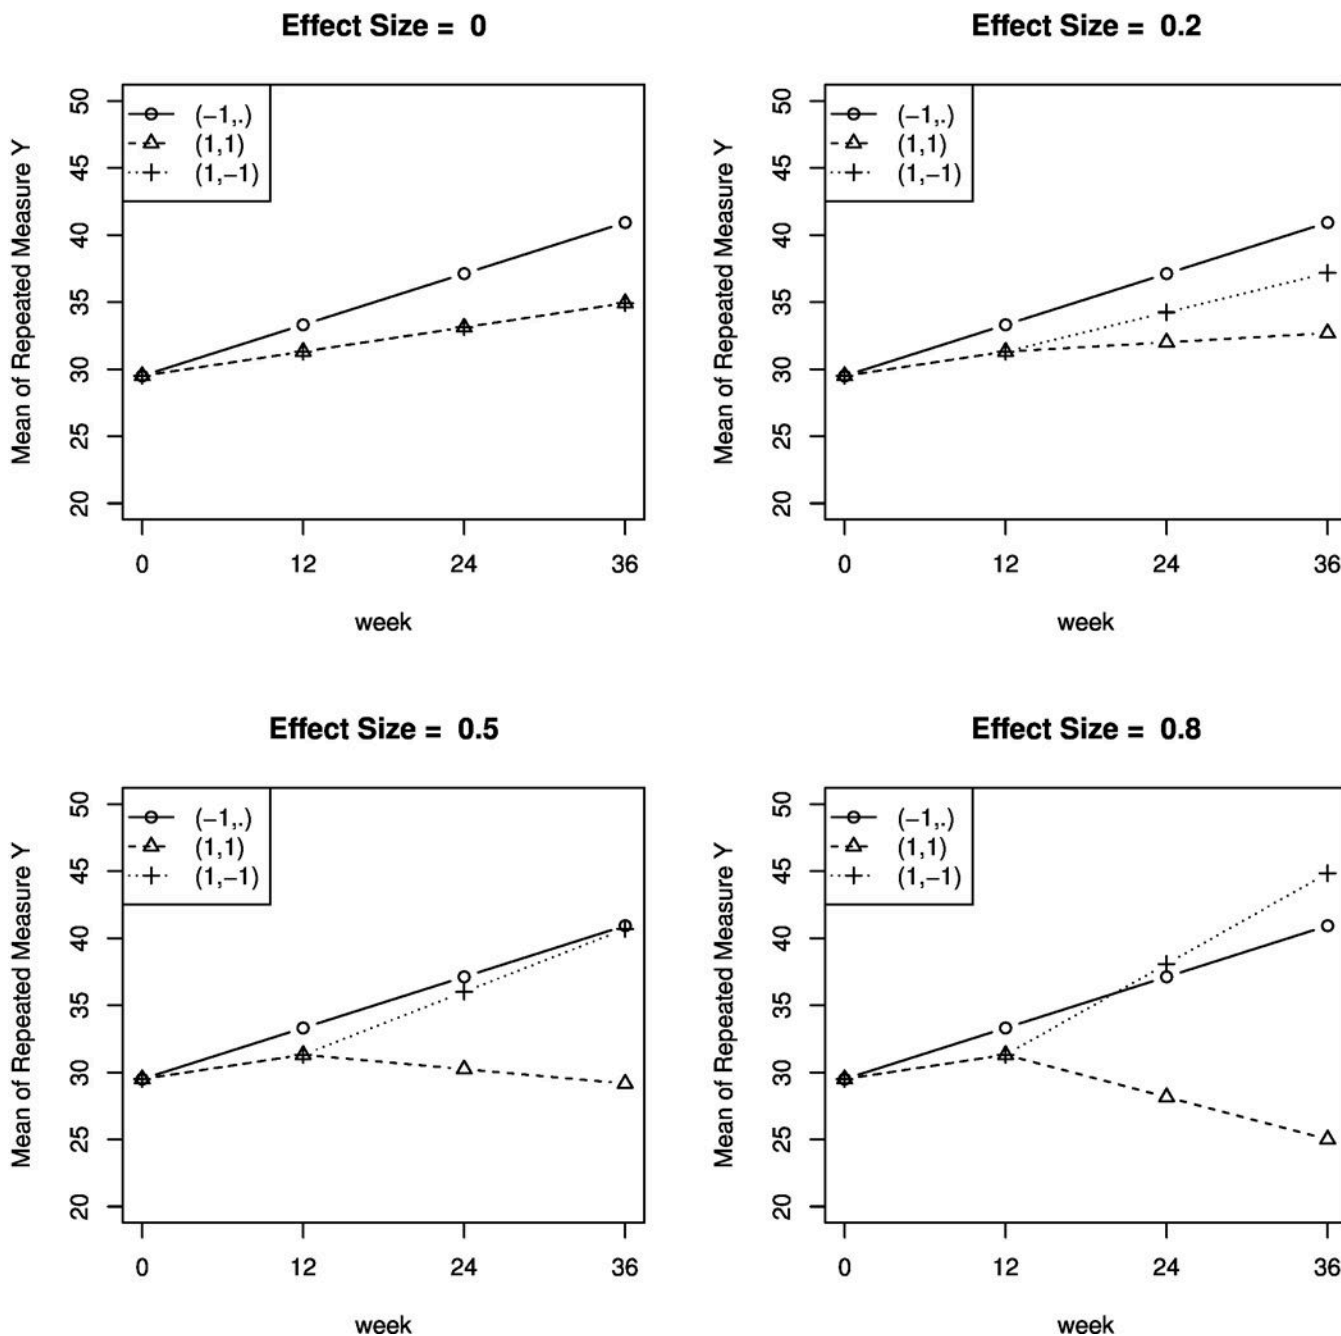 Effect Size = 0
(−1,.)
(1,1)
(1,−1)
Mean of Repeated Measure Y
50
45
40
35
30
25
20
0 12 24 36
week
Effect Size = 0.2
(−1,.)
(1,1)
(1,−1)
Mean of Repeated Measure Y
50
45
40
35
30
25
20
0 12 24 36
week
Effect Size = 0.5
(−1,.)
(1,1)
(1,−1)
Mean of Repeated Measure Y
50
45
40
35
30
25
20
0 12 24 36
week
Effect Size = 0.8
(−1,.)
(1,1)
(1,−1)
Mean of Repeated Measure Y
50
45
40
35
30
25
20
0 12 24 36
week